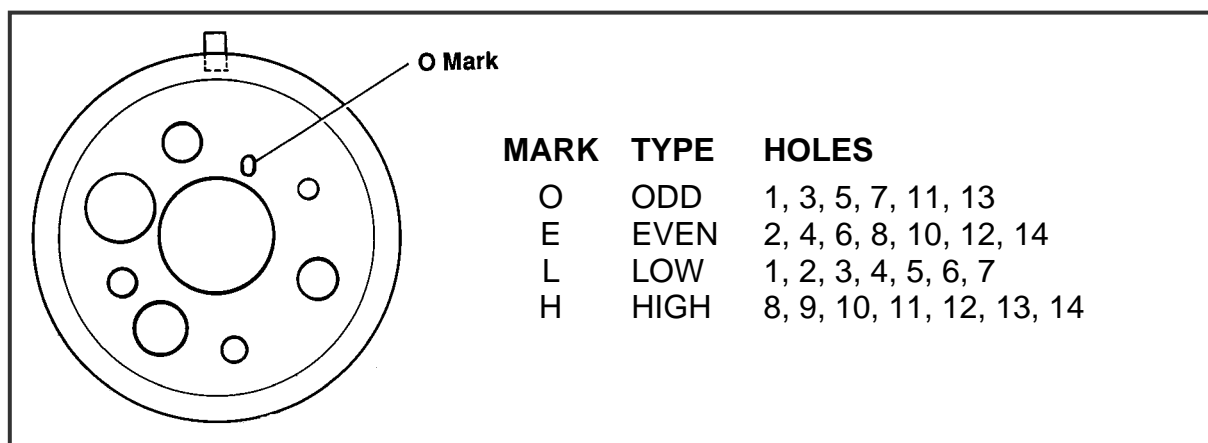 O Mark
O
MARK TYPE HOLES
O ODD 1, 3, 5, 7, 11, 13
E EVEN 2, 4, 6, 8, 10, 12, 14
L LOW 1, 2, 3, 4, 5, 6, 7
H HIGH 8, 9, 10, 11, 12, 13, 14